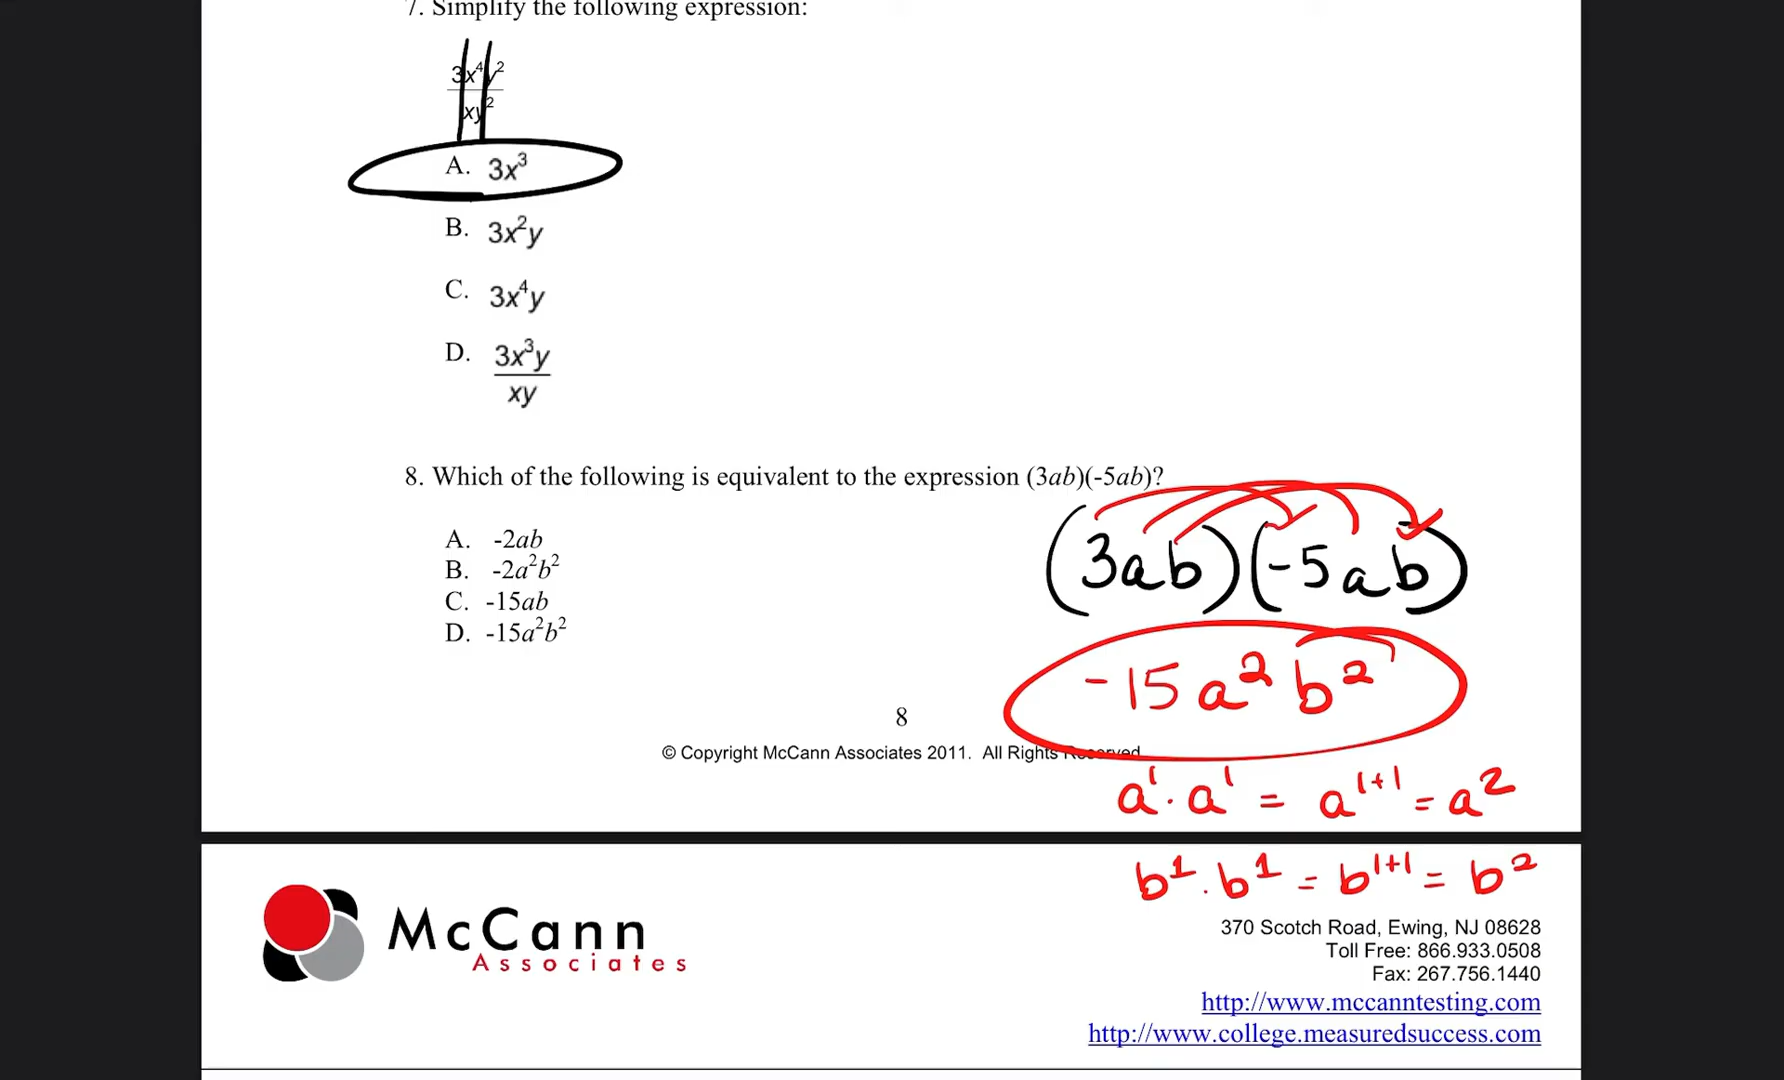 7. Simplify the following expression:
3x⁴y²
xy²
A. 3x³
B. 3x²y
C. 3x⁴y
D. 3x³y
xy
8. Which of the following is equivalent to the expression (3ab)(-5ab)?
(3ab)(-5ab)
A. -2ab
B. -2a²b²
C. -15ab
D. -15a²b²
-15a²b²
8
© Copyright McCann Associates 2011. All Rights Reserved
a¹·a¹ = a¹⁺¹ = a²
b¹·b¹ = b¹⁺¹ = b²
McCann
Associates
370 Scotch Road, Ewing, NJ 08628
Toll Free: 866.933.0508
Fax: 267.756.1440
http://www.mccanntesting.com
http://www.college.measuredsuccess.com